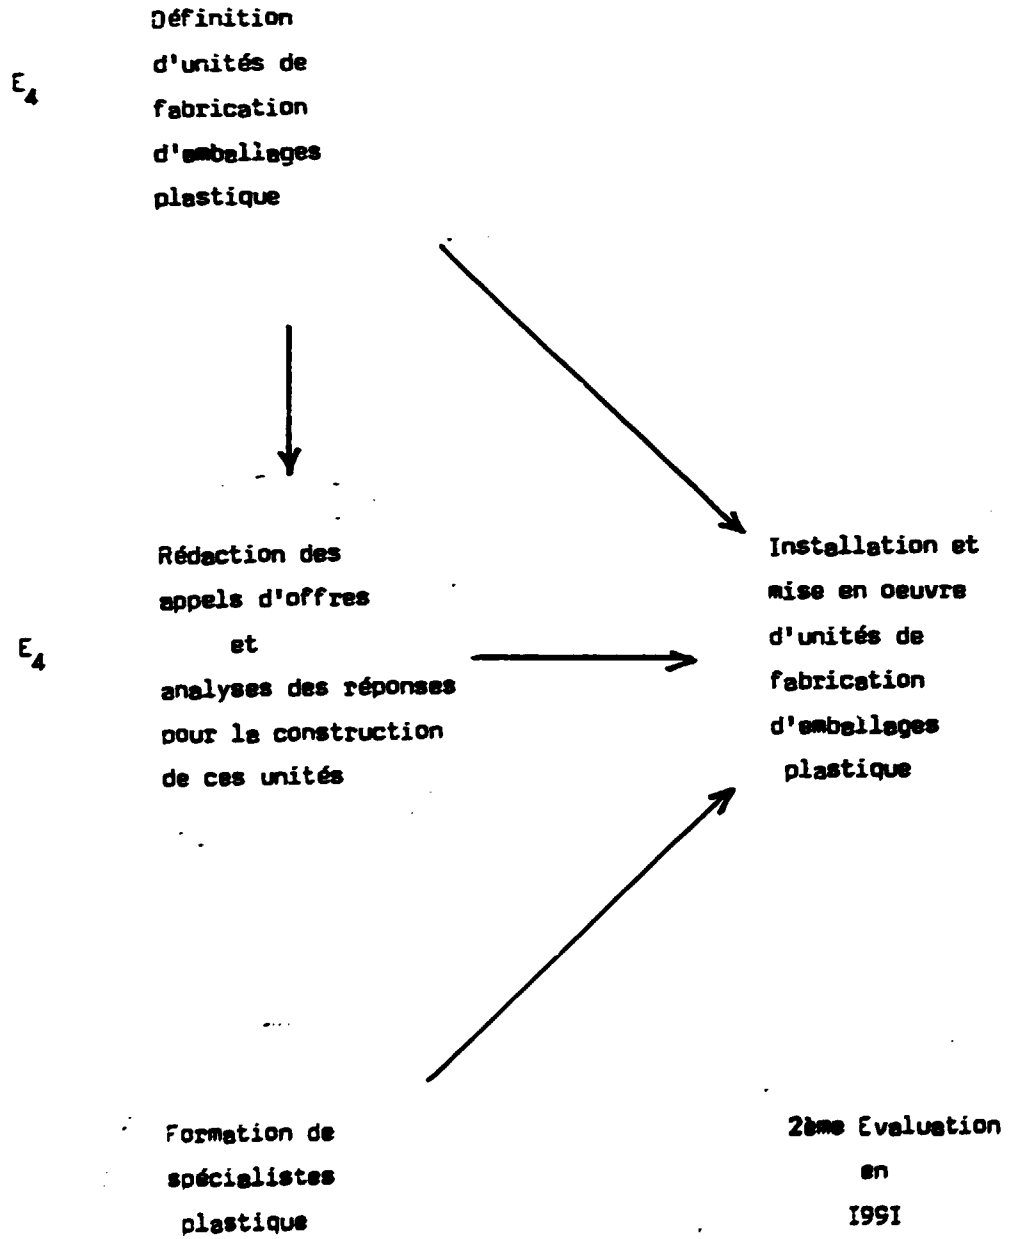 Définition
d'unités de
E4
fabrication
d'emballages
plastique
Rédaction des
appels d'offres
et
E4
analyses des réponses
pour la construction
de ces unités
Installation et
mise en oeuvre
d'unités de
fabrication
d'emballages
plastique
Formation de
spécialistes
plastique
2ème Evaluation
en
I99I